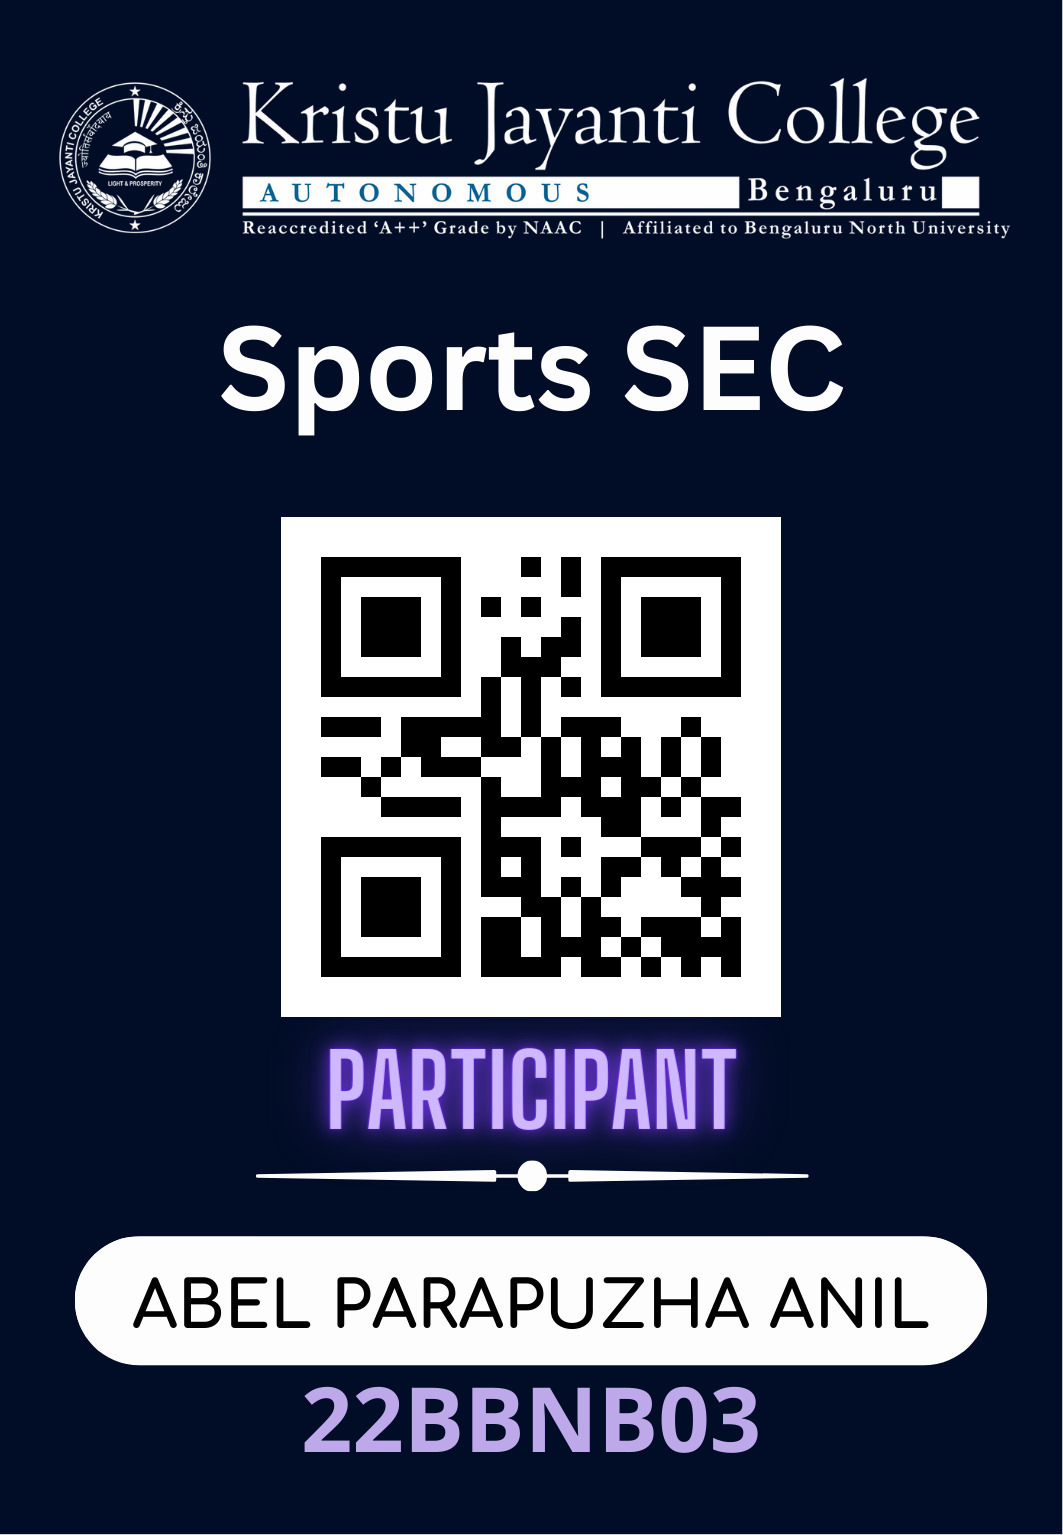 Kristu Jayanti College
AUTONOMOUS Bengaluru
Reaccredited ‘A++’ Grade by NAAC | Affiliated to Bengaluru North University
KRISTU JAYANTI COLLEGE
ಕ್ರಿಸ್ತು ಜಯಂತಿ ಕಾಲೇಜು
LIGHT & PROSPERITY
Sports SEC
PARTICIPANT
ABEL PARAPUZHA ANIL
22BBNB03